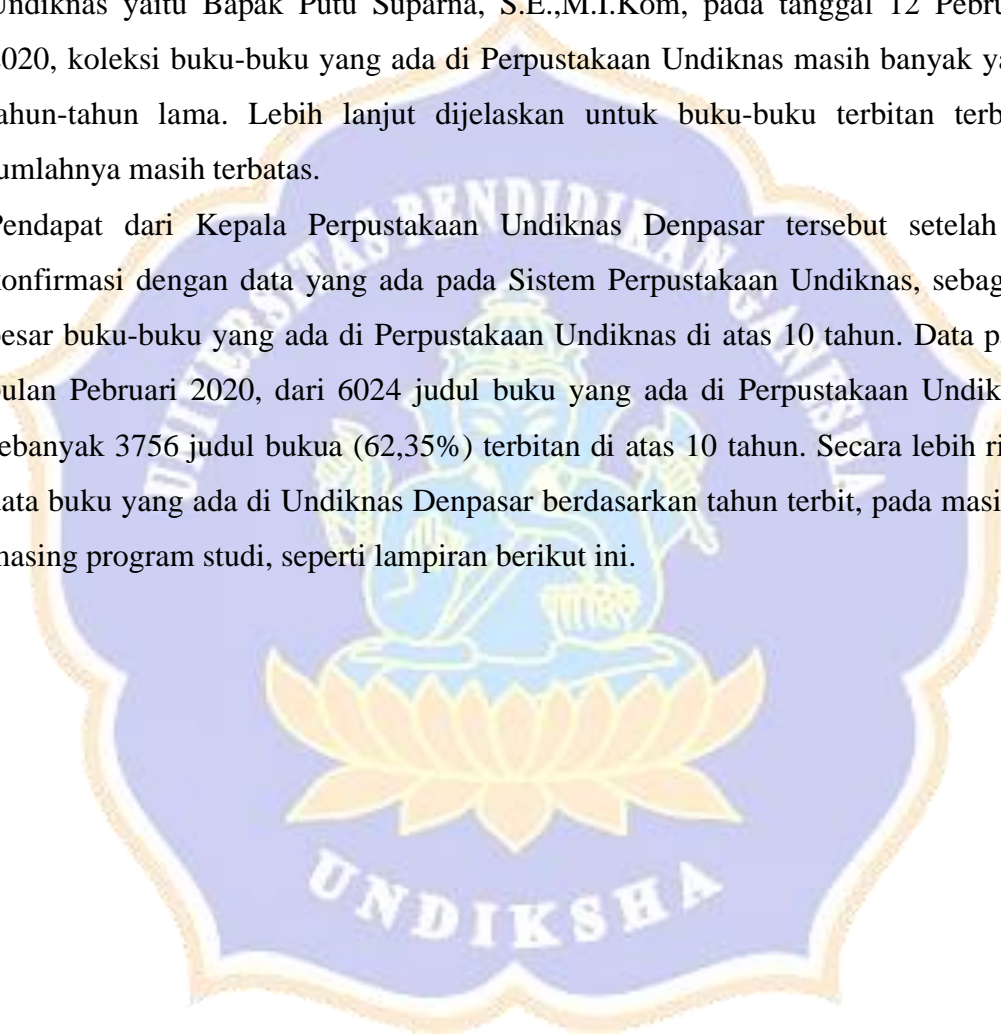 Undiknas yaitu Bapak Putu Suparna, S.E.,M.I.Kom, pada tanggal 12 Pebru
2020, koleksi buku-buku yang ada di Perpustakaan Undiknas masih banyak ya
ahun-tahun lama. Lebih lanjut dijelaskan untuk buku-buku terbitan terb
umlahnya masih terbatas.
Pendapat dari Kepala Perpustakaan Undiknas Denpasar tersebut setelah
konfirmasi dengan data yang ada pada Sistem Perpustakaan Undiknas, sebag
besar buku-buku yang ada di Perpustakaan Undiknas di atas 10 tahun. Data pa
bulan Pebruari 2020, dari 6024 judul buku yang ada di Perpustakaan Undik
sebanyak 3756 judul bukua (62,35%) terbitan di atas 10 tahun. Secara lebih ri
data buku yang ada di Undiknas Denpasar berdasarkan tahun terbit, pada masi
masing program studi, seperti lampiran berikut ini.
UNIVERSITAS PENDIDIKAN GANESHA
UNDIKSHA